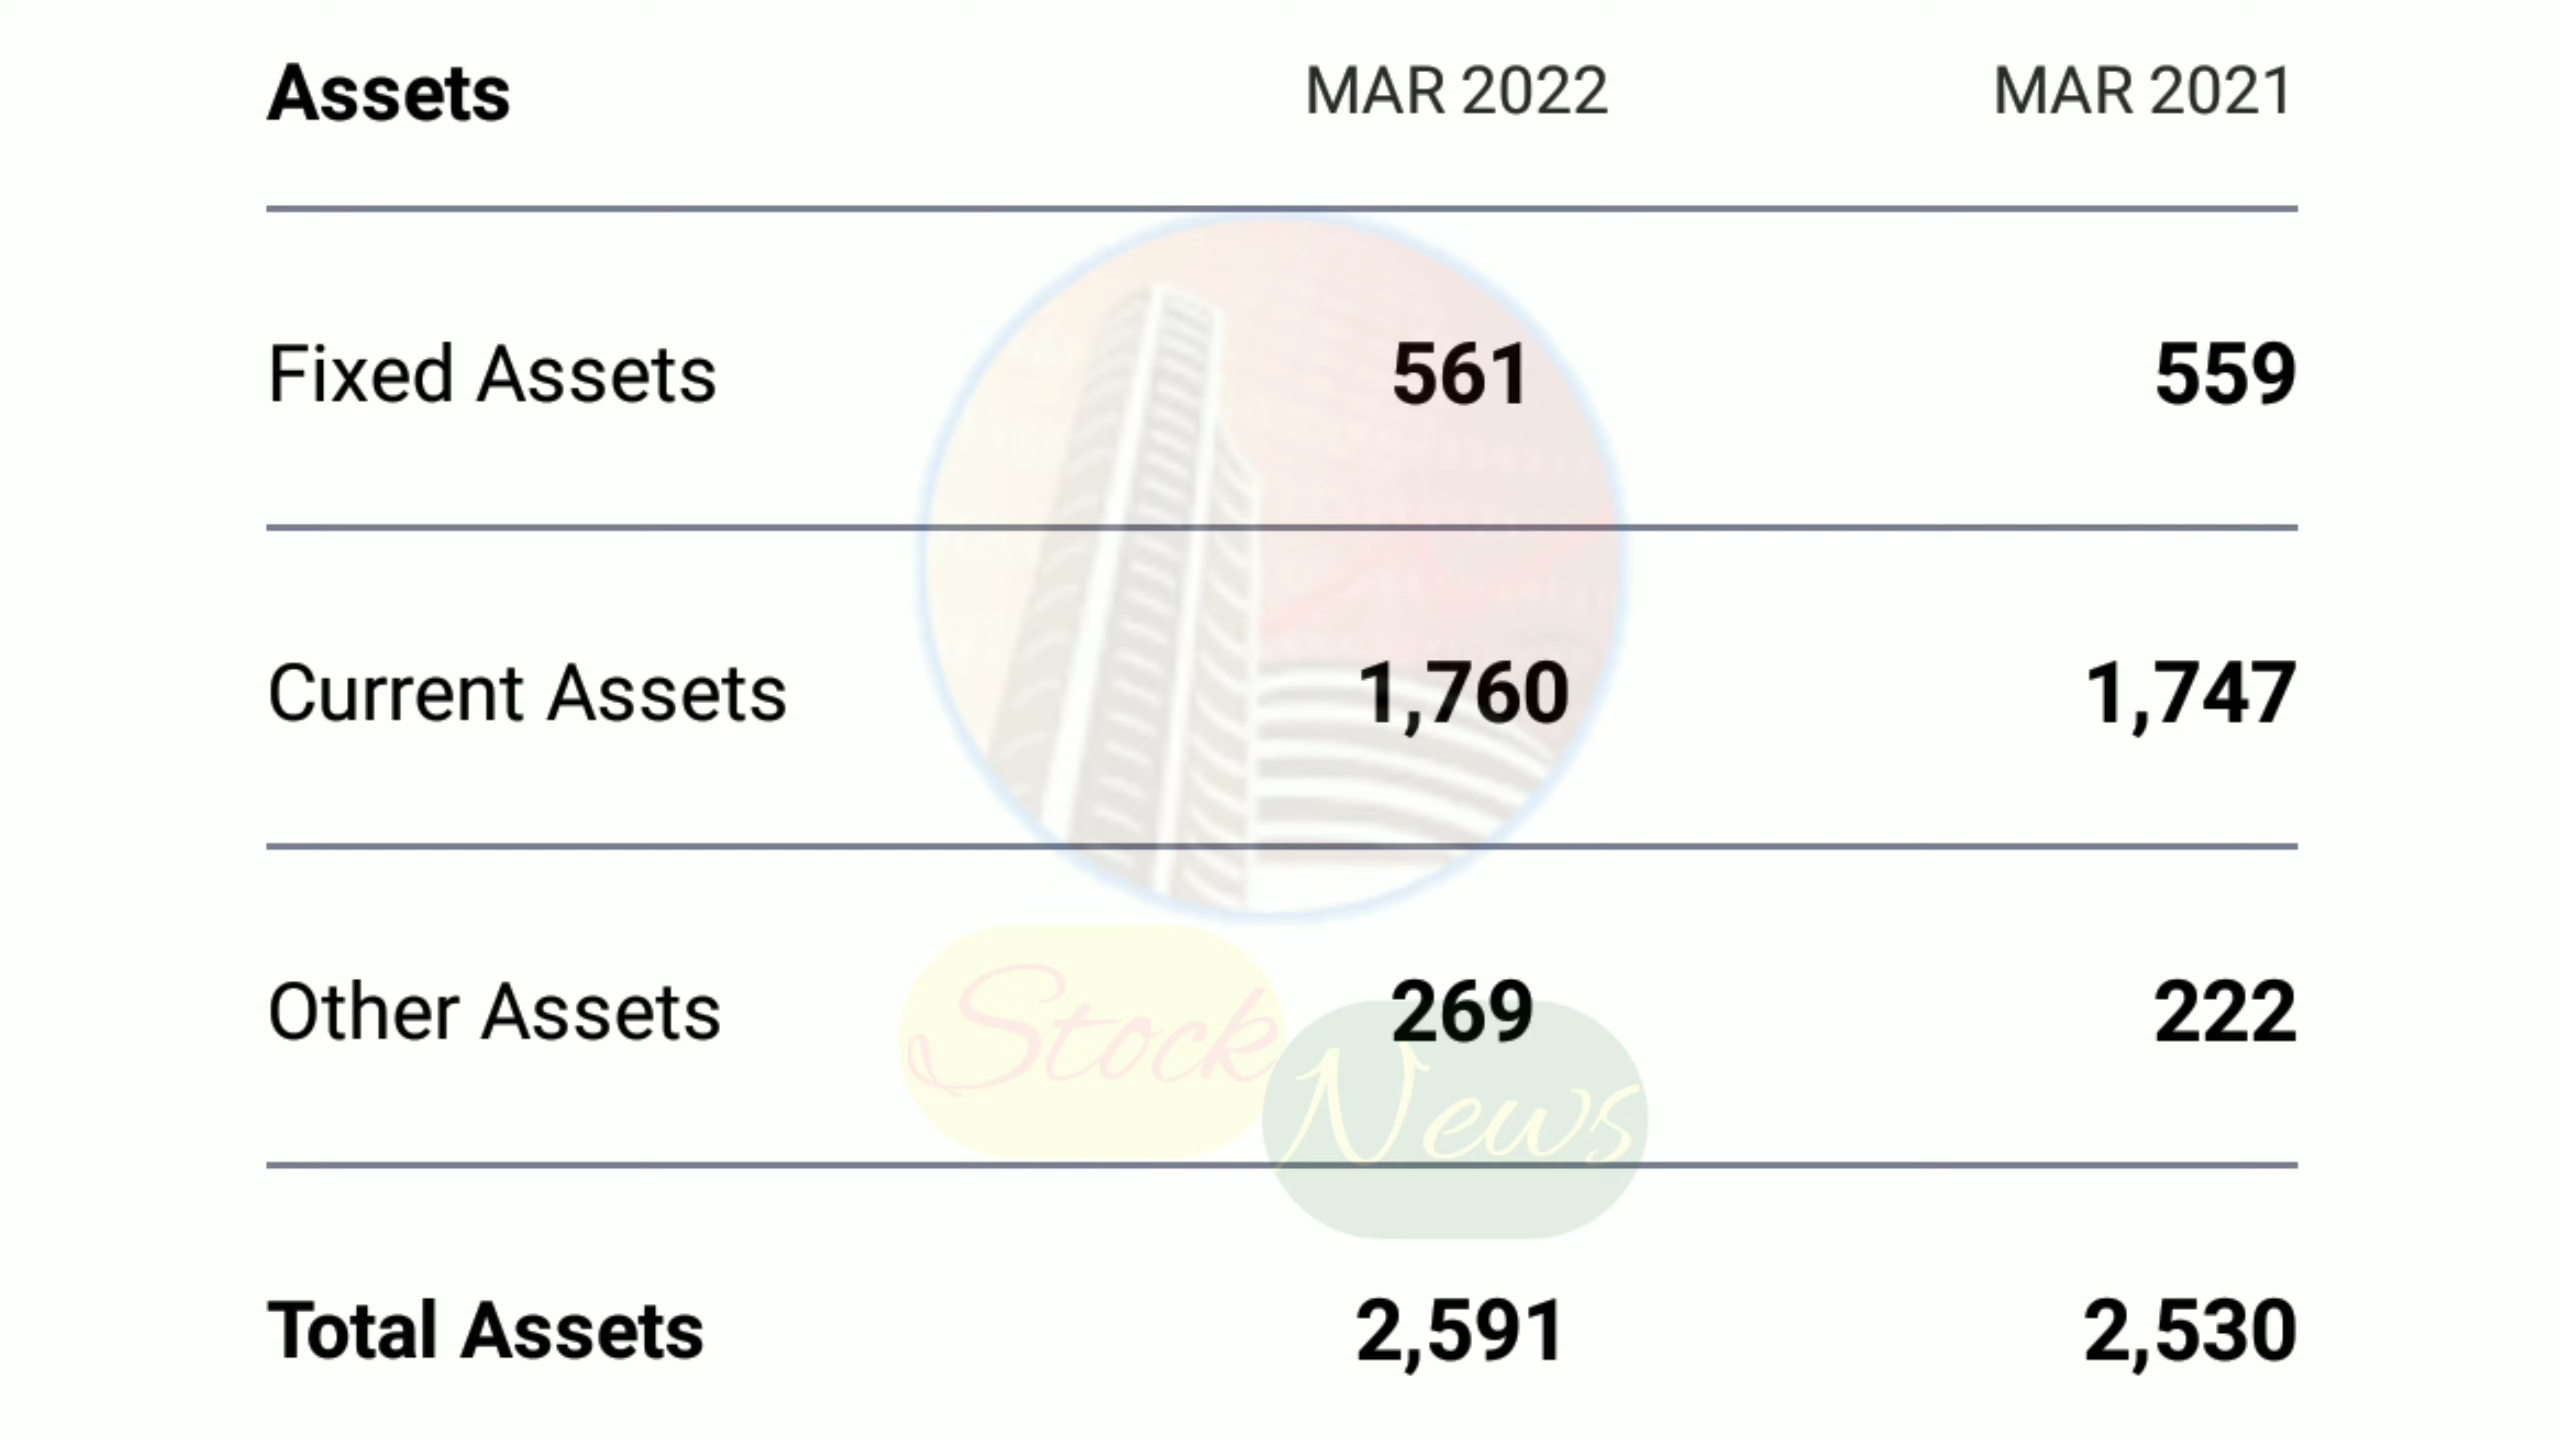 Assets MAR 2022 MAR 2021
Fixed Assets 561 559
Current Assets 1,760 1,747
Other Assets 269 222
Stock
News
Total Assets 2,591 2,530